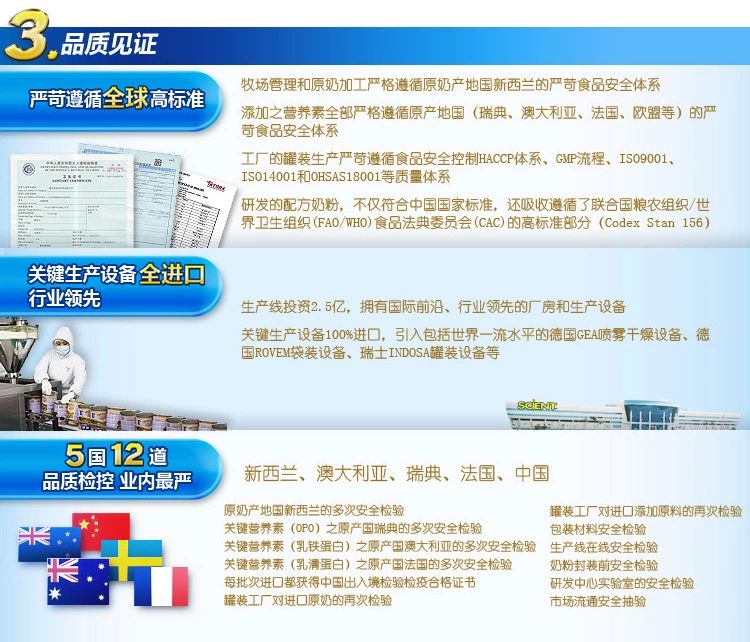 3.品质见证
严苛遵循全球高标准
牧场管理和原奶加工严格遵循原奶产地国新西兰的严苛食品安全体系
添加之营养素全部严格遵循原产地国（瑞典、澳大利亚、法国、欧盟等）的严
苛食品安全体系
工厂的罐装生产严苛遵循食品安全控制HACCP体系、GMP流程、ISO9001、
ISO14001和OHSAS18001等质量体系
研发的配方奶粉，不仅符合中国国家标准，还吸收遵循了联合国粮农组织/世
界卫生组织(FAO/WHO)食品法典委员会(CAC)的高标准部分（Codex Stan 156）
关键生产设备全进口
行业领先
生产线投资2.5亿，拥有国际前沿、行业领先的厂房和生产设备
关键生产设备100%进口，引入包括世界一流水平的德国GEA喷雾干燥设备、德
国ROVEM袋装设备、瑞士INDOSA罐装设备等
SCIENT
5国12道
品质检控 业内最严
新西兰、澳大利亚、瑞典、法国、中国
原奶产地国新西兰的多次安全检验
关键营养素（OPO）之原产国瑞典的多次安全检验
关键营养素（乳铁蛋白）之原产国澳大利亚的多次安全检验
关键营养素（乳清蛋白）之原产国法国的多次安全检验
每批次进口都获得中国出入境检验检疫合格证书
罐装工厂对进口原奶的再次检验
罐装工厂对进口添加原料的再次检验
包装材料安全检验
生产线在线安全检验
奶粉封装前安全检验
研发中心实验室的安全检验
市场流通安全抽验